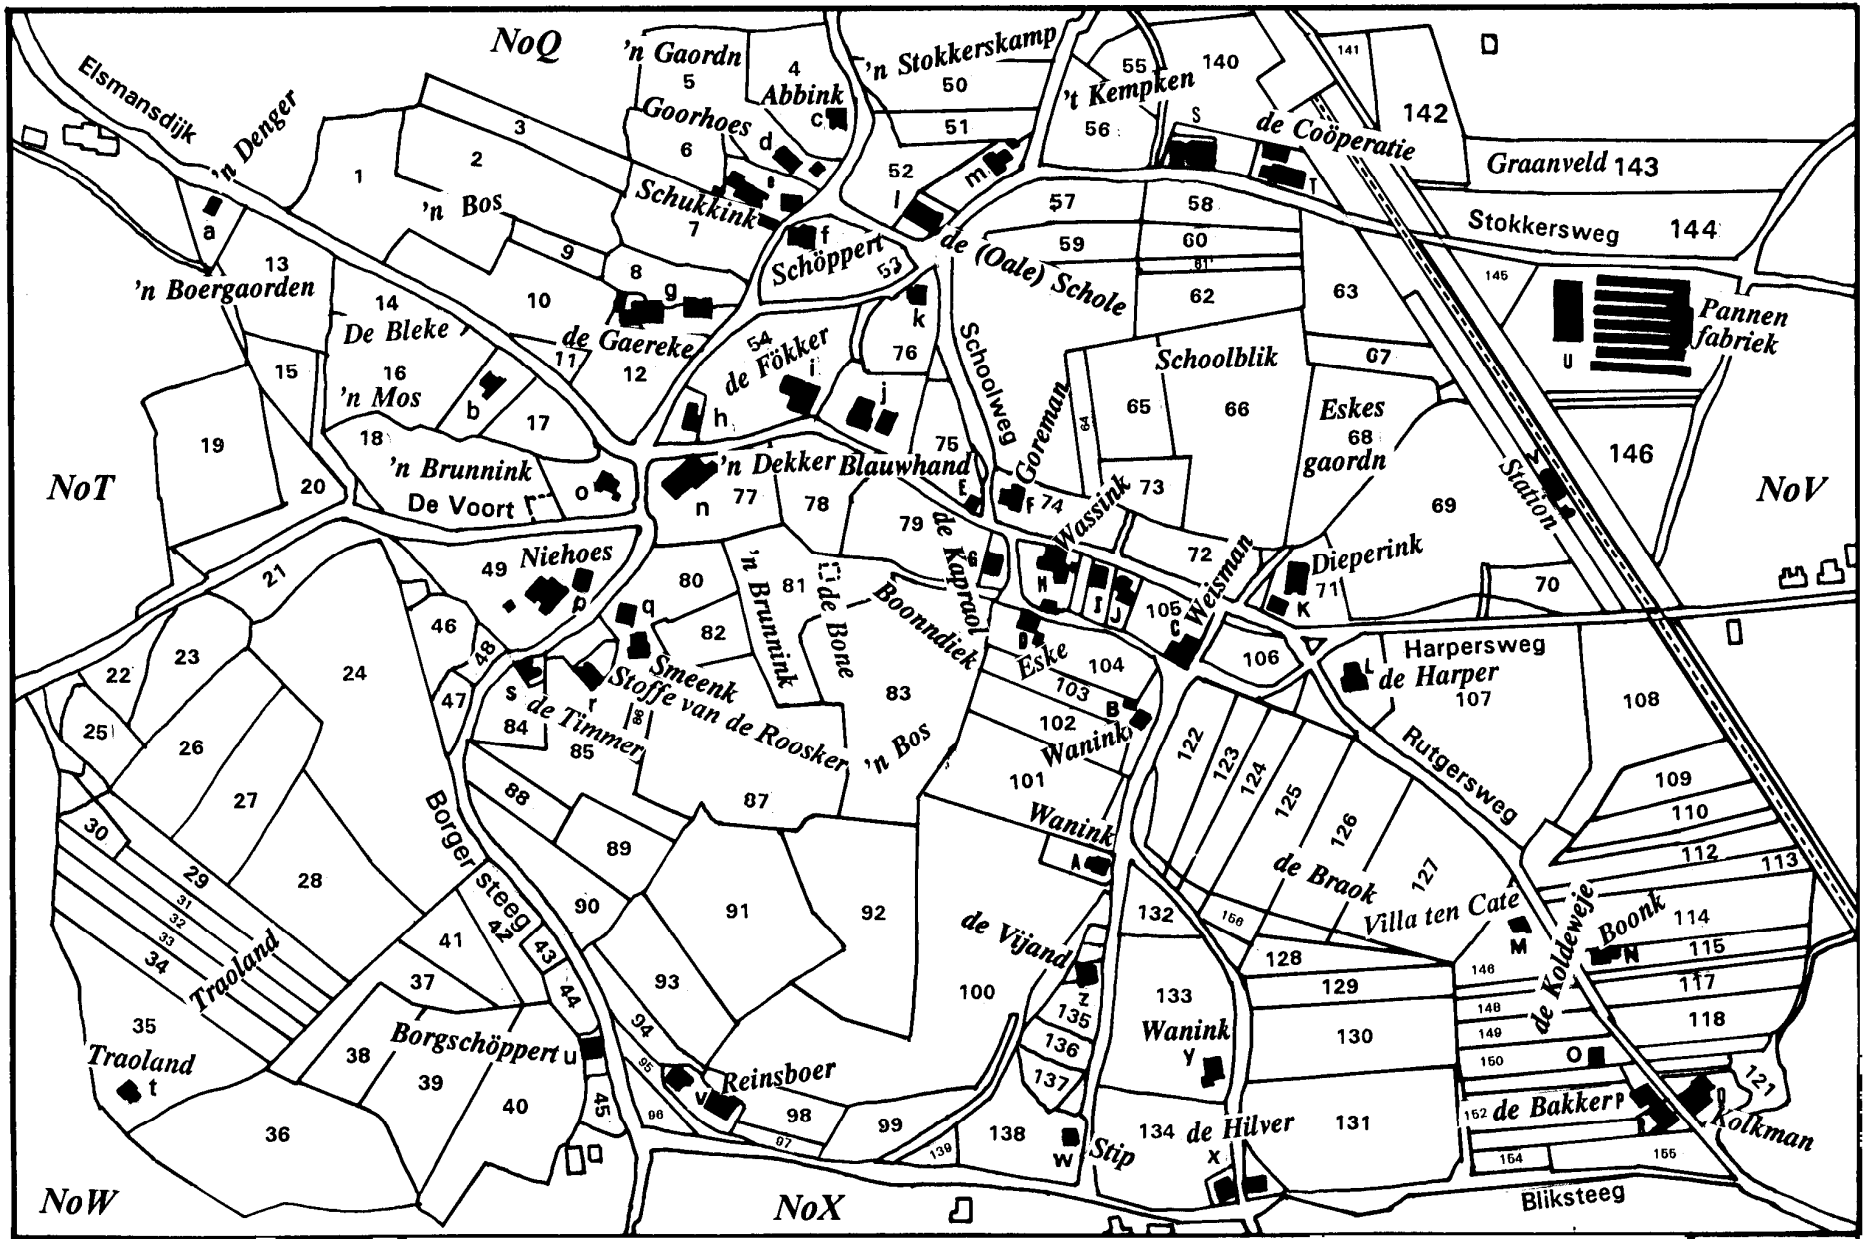 NoQ
'n Gaordn
5
4
'n Stokkerskamp
50
55
140
141
142
Elsmansdijk
'n Denger
Abbink
c
't Kempken
56
S
de Coöperatie
3
Goorhoes
d
51
6
52
m
Graanveld 143
1
2
'n Bos
Schukkink
7
l
57
58
T
Stokkersweg
144
a
f
Schöppert
53
de (Oale) Schole
59
60
61
62
63
145
13
'n Boergaorden
9
8
g
10
14
De Bleke
de Gaereke
k
Schoolweg
Pannen
fabriek
U
15
16
'n Mos
b
11
12
54
de Fökker
i
76
Schoolblik
67
17
h
j
Goreman
64
65
66
Eskes
68
gaordn
19
18
75
146
NoT
20
'n Brunnink
De Voort
o
'n Dekker
Blauwhand
n
77
78
79
E
F
74
73
Wassink
69
Station
NoV
49
Niehoes
p
q
80
'n Brunnink
81
de Bone
Boonndiek
de Kapraol
G
H
I
J
72
Weisman
Dieperink
71
K
70
21
46
48
82
Smeenk
Stoffe van de Roosker
D
Eske
104
105
C
106
Harpersweg
L
de Harper
107
108
22
23
24
47
s
r
de Timmer
84
85
86
83
'n Bos
103
102
B
Wanink
25
26
27
28
88
87
101
Wanink
A
122
123
124
125
126
127
Rutgersweg
109
110
112
113
30
29
31
32
33
34
Traoland
Borger
steeg
89
90
91
92
de Braok
Villa ten Cate
M
de Koldeweje
Boonk
N
114
115
117
118
41
42
43
44
37
93
94
95
96
100
de Vijand
Z
132
156
128
129
130
131
146
148
149
150
152
154
155
35
Traoland
t
38
39
40
Borgschöppert
u
45
v
Reinsboer
98
97
99
135
136
137
133
Wanink
y
O
121
de Bakker
P
Kolkman
36
139
138
w
Stip
134
de Hilver
x
Bliksteeg
NoW
NoX